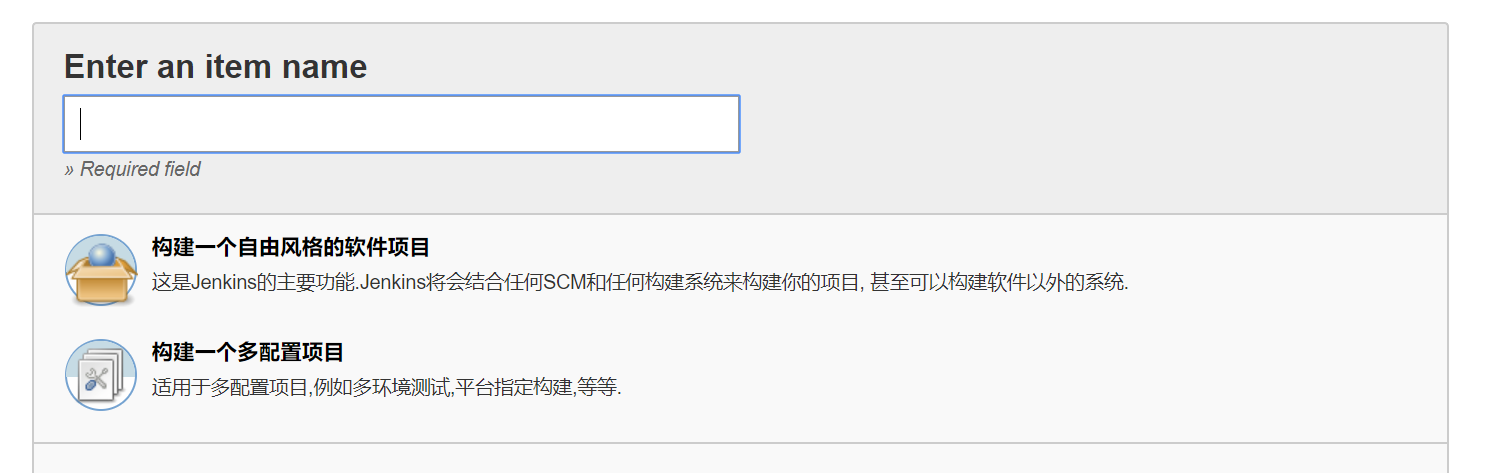 Enter an item name
» Required field
构建一个自由风格的软件项目
这是Jenkins的主要功能.Jenkins将会结合任何SCM和任何构建系统来构建你的项目, 甚至可以构建软件以外的系统.
构建一个多配置项目
适用于多配置项目,例如多环境测试,平台指定构建,等等.